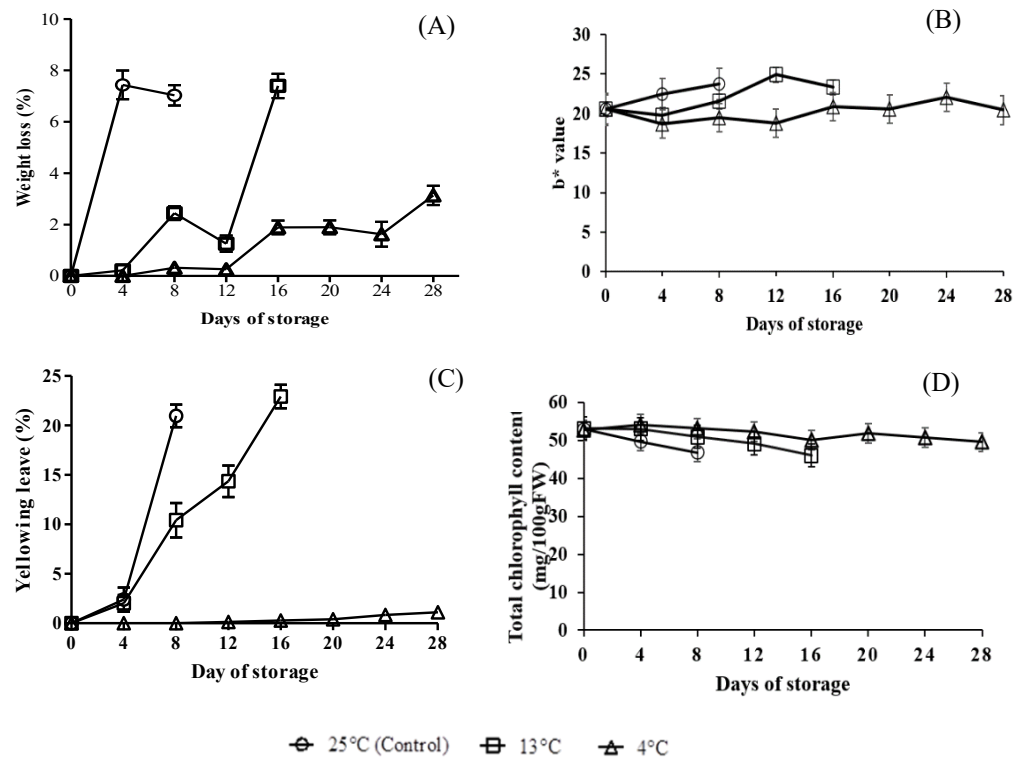 (A)
10
8
6
4
2
0
Weight loss (%)
0 4 8 12 16 20 24 28
Days of storage
(B)
30
25
20
15
10
5
0
b* value
0 4 8 12 16 20 24 28
Days of storage
(C)
25
20
15
10
5
0
Yellowing leave (%)
0 4 8 12 16 20 24 28
Day of storage
(D)
60
50
40
30
20
10
0
Total chlorophyll content
(mg/100gFW)
0 4 8 12 16 20 24 28
Days of storage
25°C (Control) 13°C 4°C